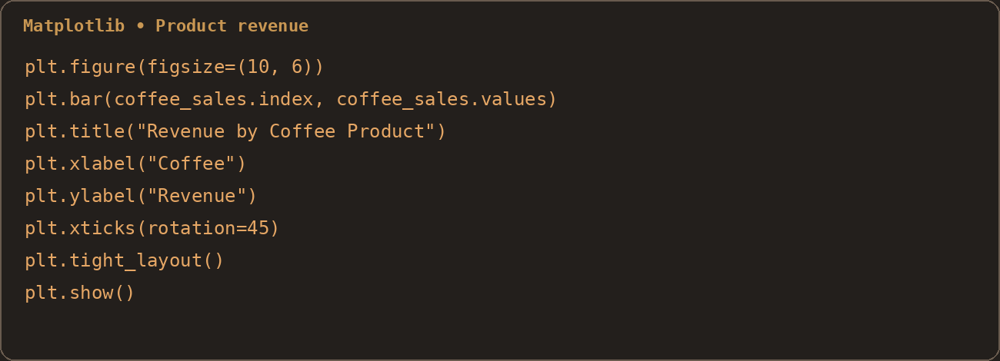 Matplotlib • Product revenue
plt.figure(figsize=(10, 6))
plt.bar(coffee_sales.index, coffee_sales.values)
plt.title("Revenue by Coffee Product")
plt.xlabel("Coffee")
plt.ylabel("Revenue")
plt.xticks(rotation=45)
plt.tight_layout()
plt.show()